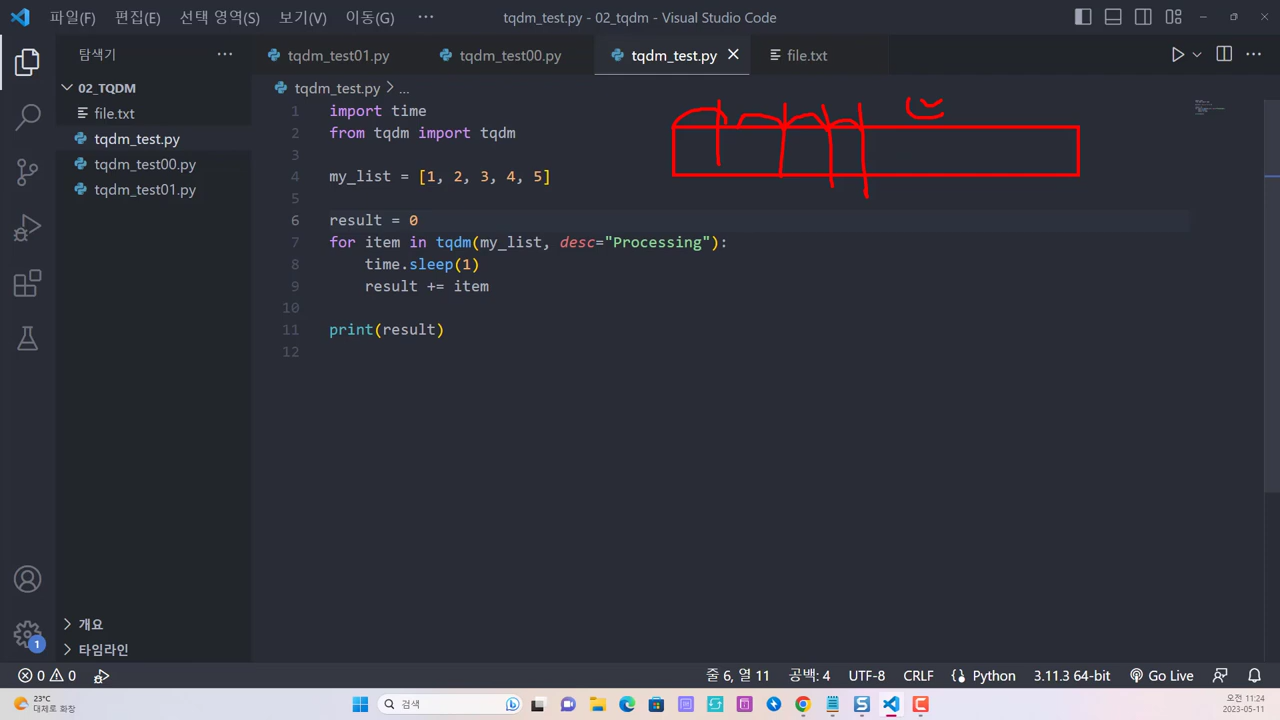 파일(F) 편집(E) 선택 영역(S) 보기(V) 이동(G) ··· tqdm_test.py - 02_tqdm - Visual Studio Code
탐색기 ···
tqdm_test01.py tqdm_test00.py tqdm_test.py file.txt
02_TQDM
file.txt
tqdm_test.py
tqdm_test00.py
tqdm_test01.py
tqdm_test.py > ...
1 import time
2 from tqdm import tqdm
3
4 my_list = [1, 2, 3, 4, 5]
5
6 result = 0
7 for item in tqdm(my_list, desc="Processing"):
8 time.sleep(1)
9 result += item
10
11 print(result)
12
개요
타임라인
1
0 0 줄 6, 열 11 공백: 4 UTF-8 CRLF Python 3.11.3 64-bit Go Live
23°C
대체로 화창
검색
오전 11:24
2023-05-11